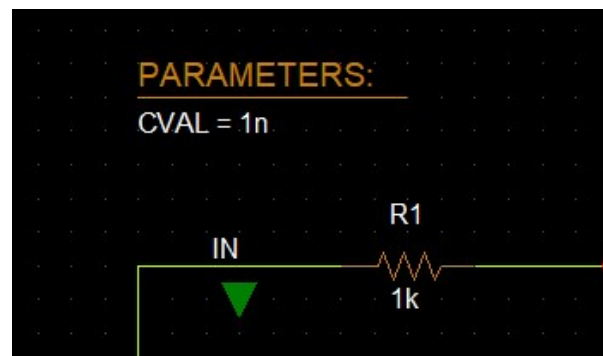 PARAMETERS:
CVAL = 1n
R1
IN
1k